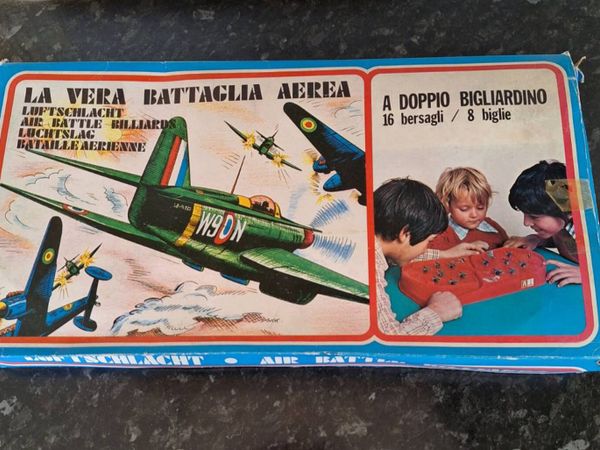 LA VERA BATTAGLIA AEREA
LUFTSCHLACHT
AIR BATTLE BILLIARDS
LUCHTSLAG
BATAILLE AERIENNE
W9 N
A DOPPIO BIGLIARDINO
16 bersagli / 8 biglie
LUFTSCHLACHT • AIR BATTLE